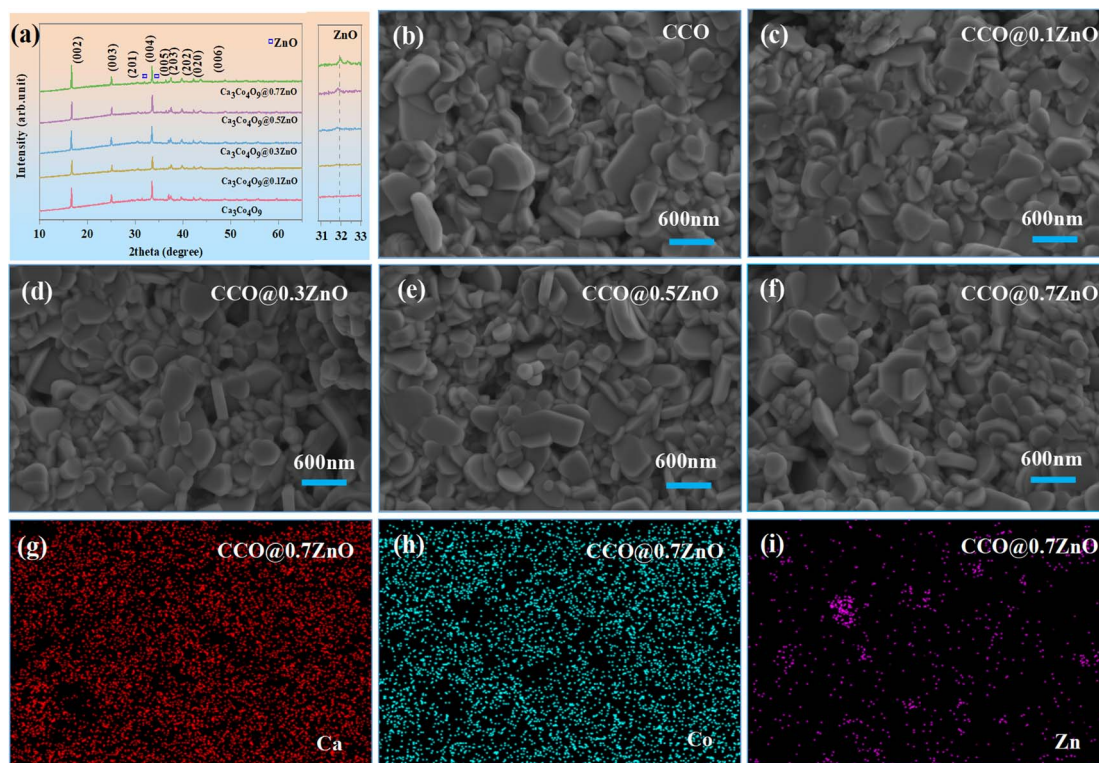 (a)
ZnO
ZnO
(002)
(003)
(201)
(004)
(005)
(203)
(202)
(020)
(006)
Ca3Co4O9@0.7ZnO
Ca3Co4O9@0.5ZnO
Ca3Co4O9@0.3ZnO
Ca3Co4O9@0.1ZnO
Ca3Co4O9
Intensity (arb.unit)
10 20 30 40 50 60
31 32 33
2theta (degree)
(b) CCO
600nm
(c) CCO@0.1ZnO
600nm
(d) CCO@0.3ZnO
600nm
(e) CCO@0.5ZnO
600nm
(f) CCO@0.7ZnO
600nm
(g) CCO@0.7ZnO
Ca
(h) CCO@0.7ZnO
Co
(i) CCO@0.7ZnO
Zn